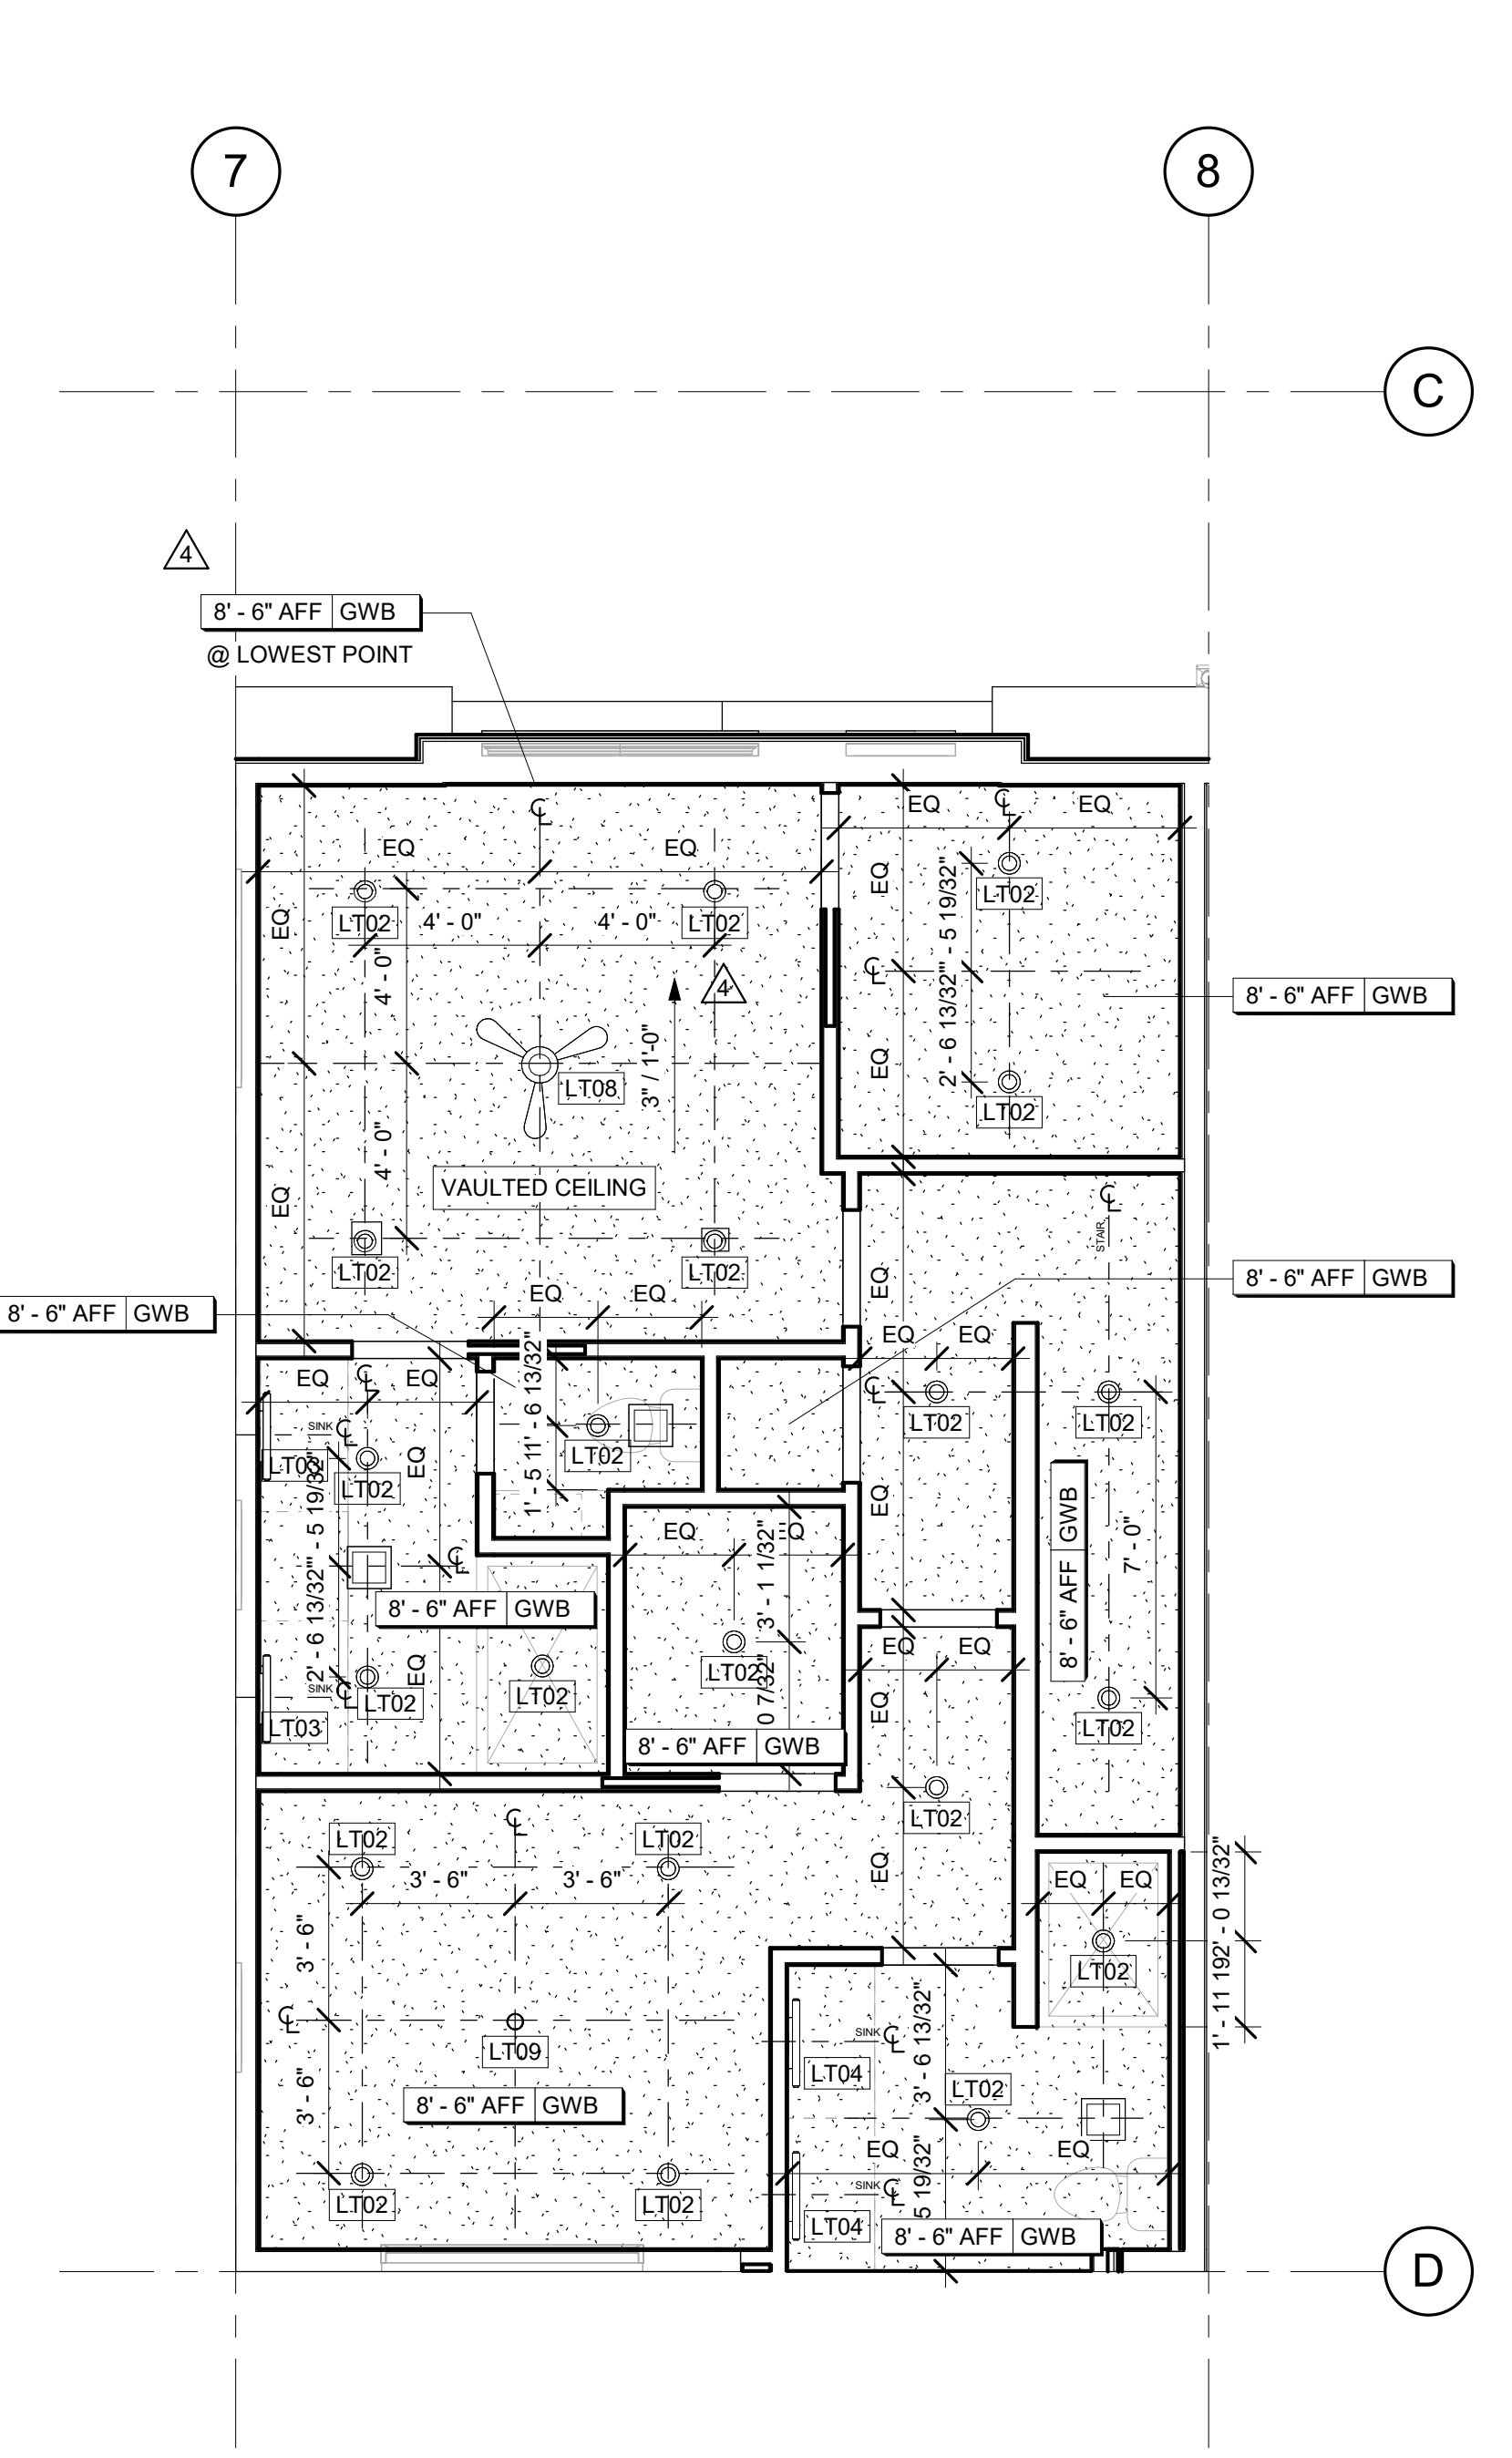 7
8
C
4
8' - 6" AFF GWB
@ LOWEST POINT
EQ
EQ
EQ
EQ
EQ
LT02
4' - 0"
4' - 0"
LT02
EQ
LT02
2' - 6 13/32"' - 5 19/32"
4' - 0"
4
8' - 6" AFF GWB
LT08
3" / 1'-0"
EQ
LT02
4' - 0"
VAULTED CEILING
EQ
STAIR
LT02
LT02
8' - 6" AFF GWB
EQ
EQ
EQ
8' - 6" AFF GWB
EQ
EQ
EQ
EQ
1' - 5 11' - 6 13/32"
SINK
LT02
LT02
LT02
LT03
LT02
EQ
2' - 6 13/32"' - 5 19/32"
EQ
8' - 6" AFF GWB
7' - 0"
EQ
EQ
3' - 1 1/32"
8' - 6" AFF GWB
EQ
EQ
EQ
LT02
0 7/32"
SINK
LT02
LT02
LT03
EQ
LT02
8' - 6" AFF GWB
LT02
LT02
LT02
3' - 6"
3' - 6"
EQ
EQ
EQ
1' - 11 192' - 0 13/32"
3' - 6"
LT02
LT09
SINK
LT04
3' - 6 13/32"
LT02
3' - 6"
8' - 6" AFF GWB
EQ
EQ
5 19/32"
SINK
LT02
LT02
LT04
8' - 6" AFF GWB
D